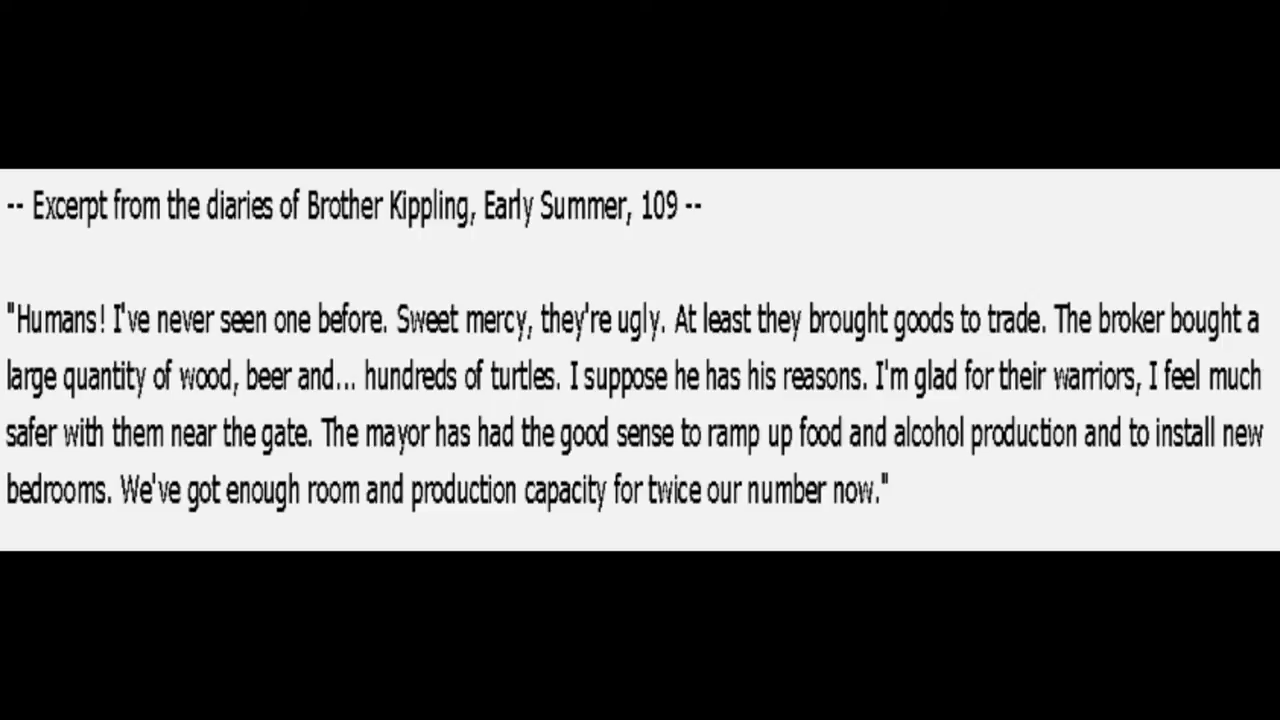 -- Excerpt from the diaries of Brother Kippling, Early Summer, 109 --
"Humans! I've never seen one before. Sweet mercy, they're ugly. At least they brought goods to trade. The broker bought a
large quantity of wood, beer and... hundreds of turtles. I suppose he has his reasons. I'm glad for their warriors, I feel much
safer with them near the gate. The mayor has had the good sense to ramp up food and alcohol production and to install new
bedrooms. We've got enough room and production capacity for twice our number now."